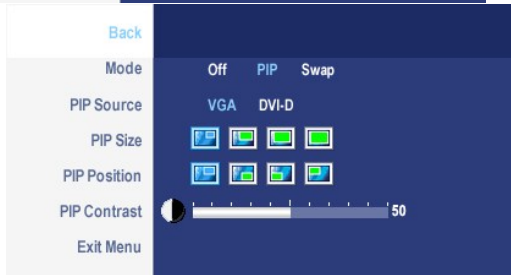 Back
Mode Off PIP Swap
PIP Source VGA DVI-D
PIP Size
PIP Position
PIP Contrast 50
Exit Menu